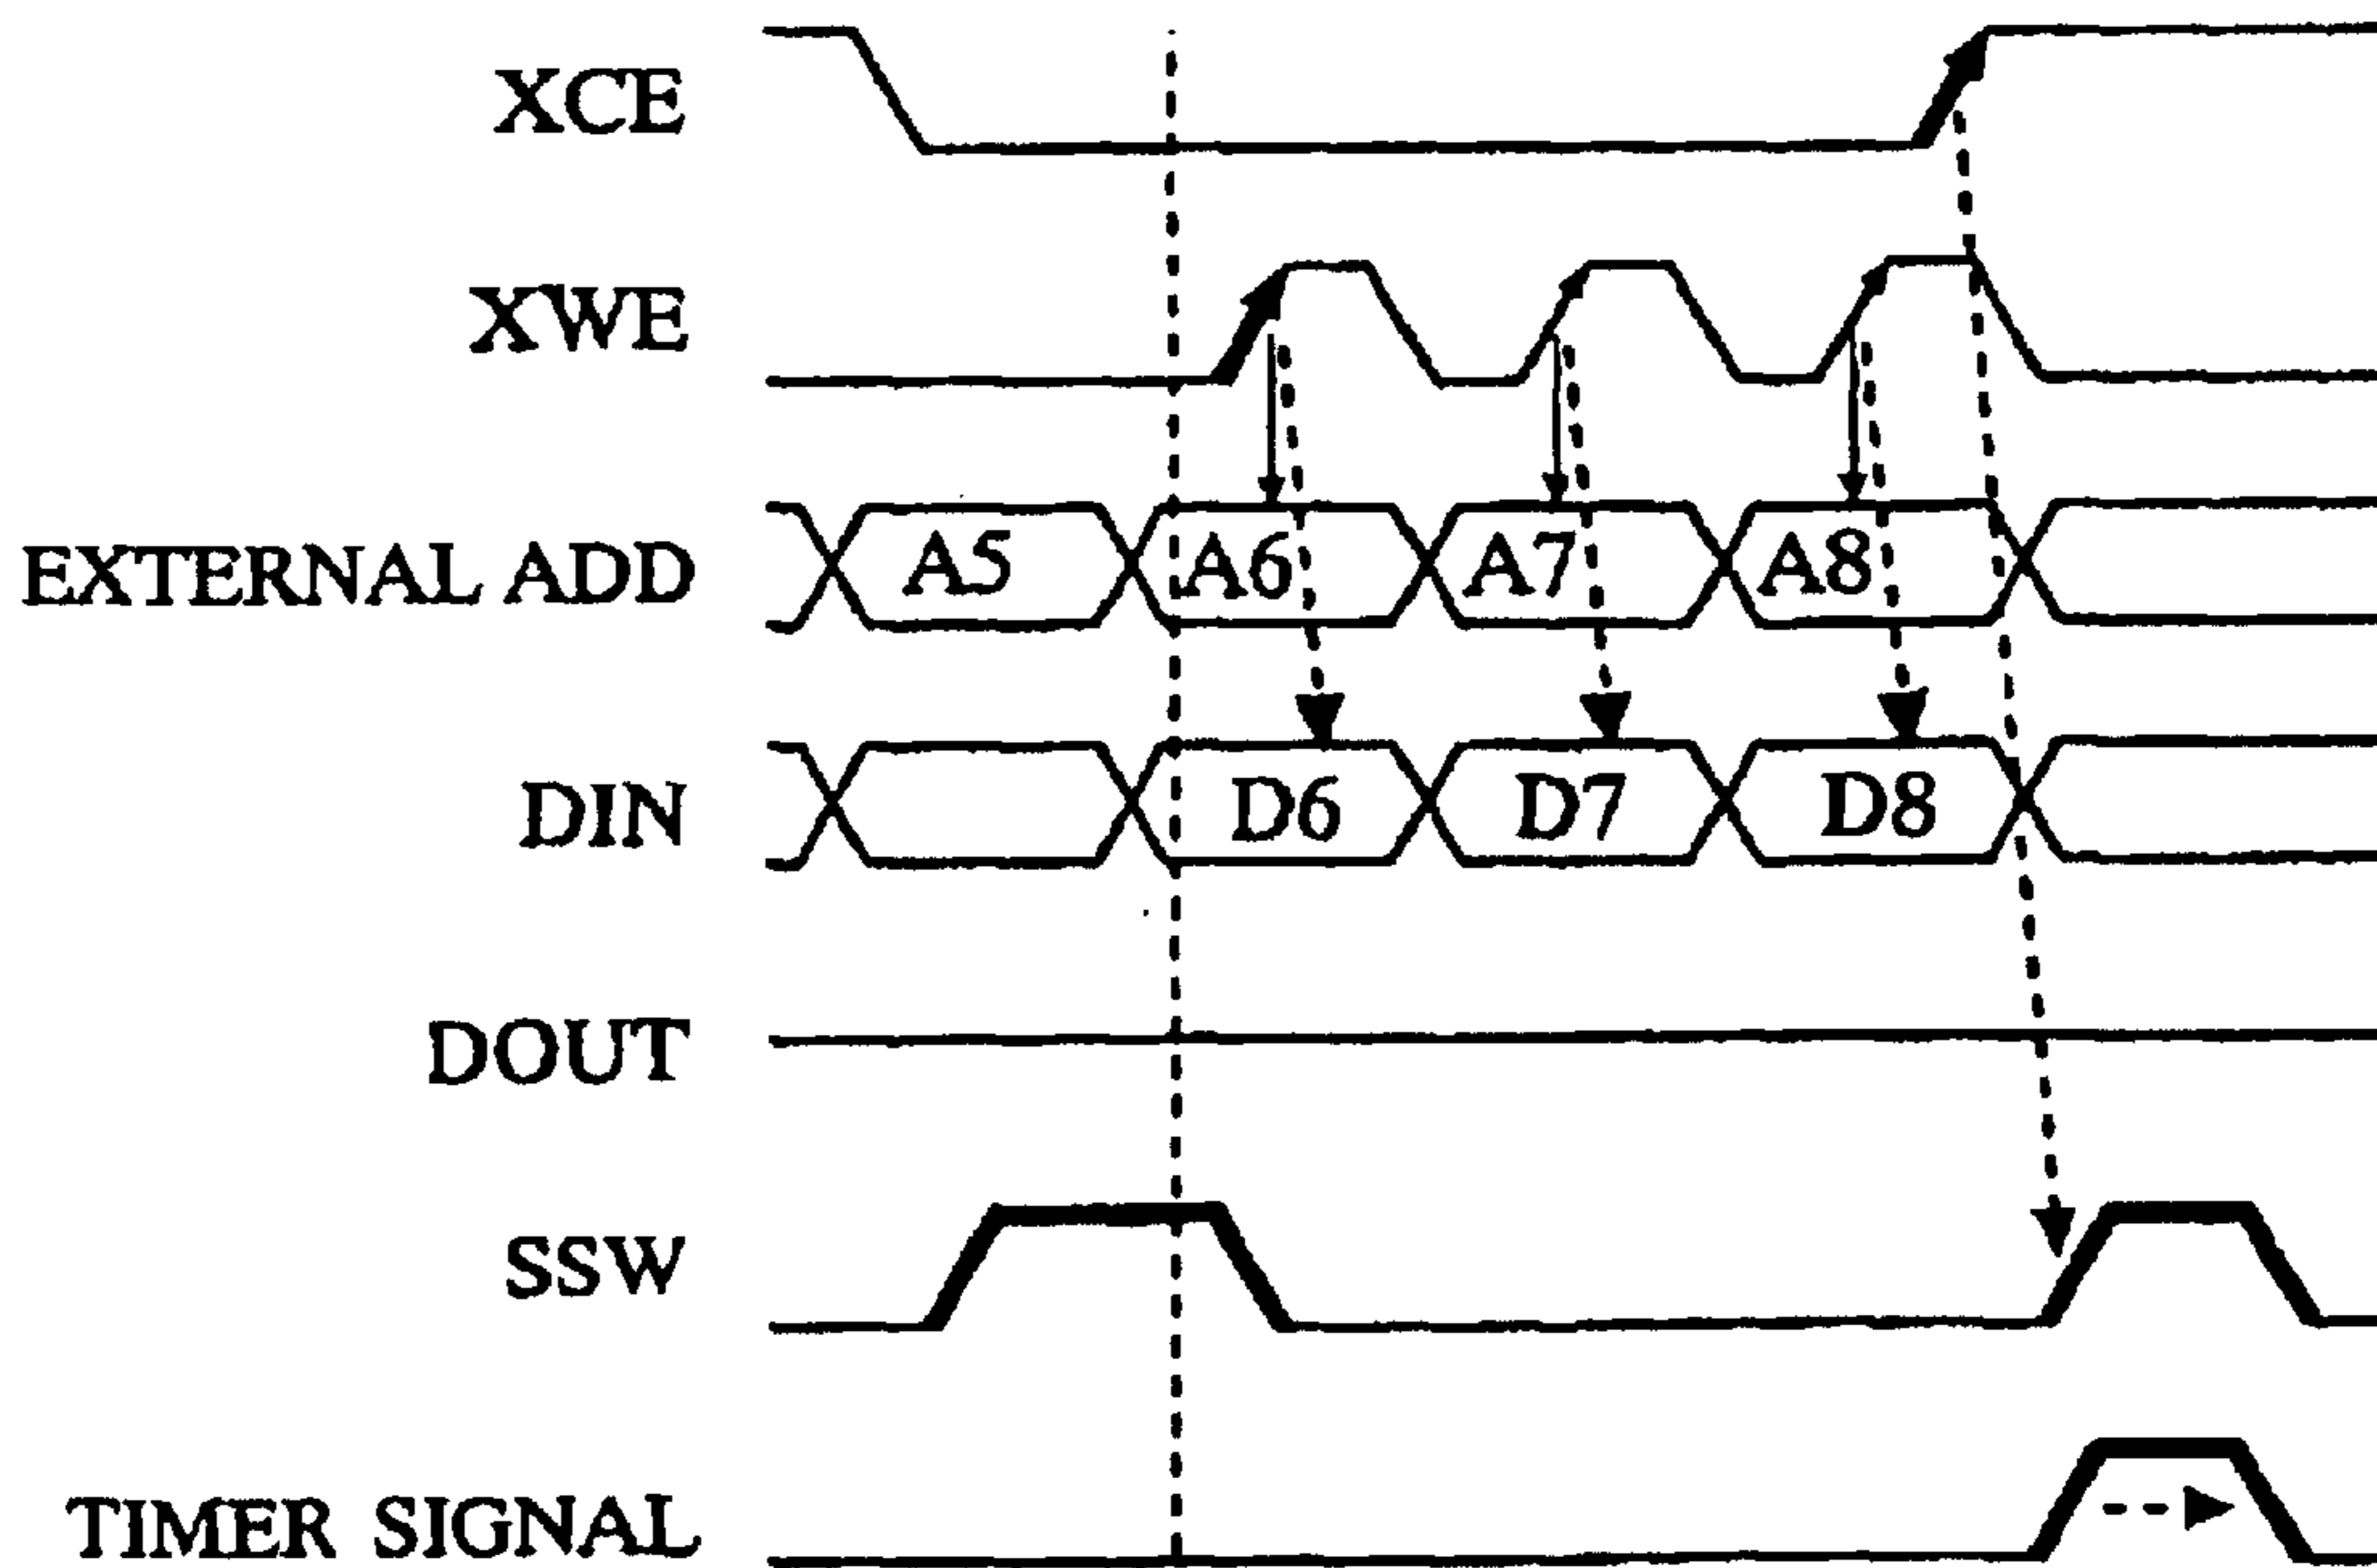 XCE
XWE
EXTERNAL ADD A5 A6 A7 A8
DIN D6 D7 D8
DOUT
SSW
TIMER SIGNAL